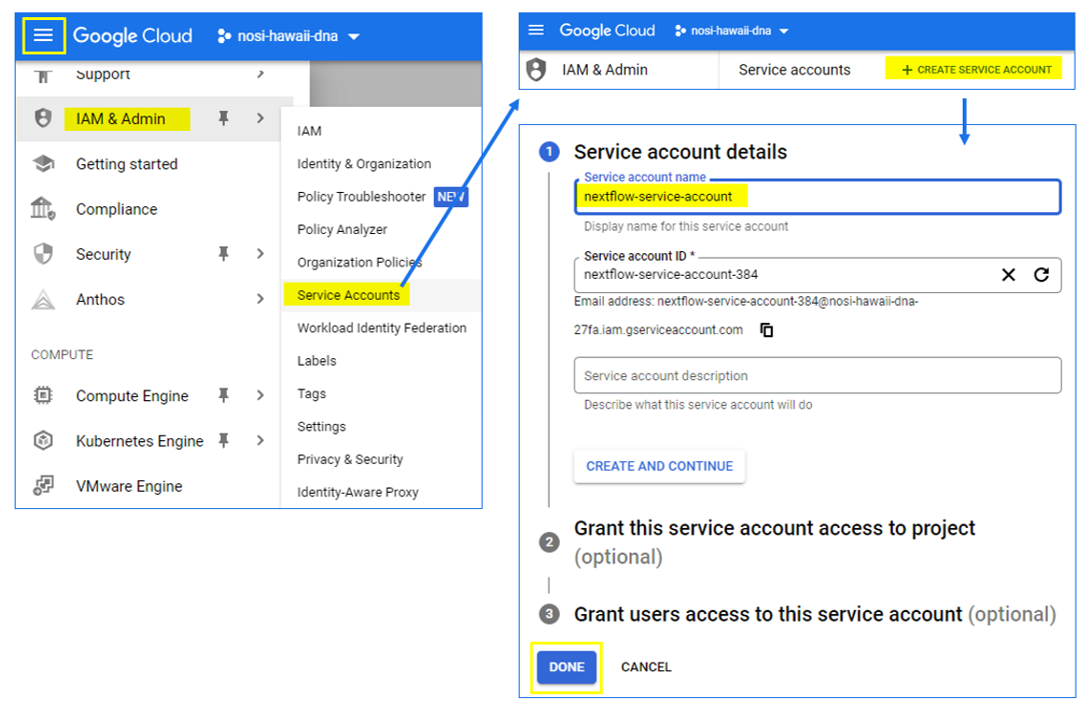 Google Cloud nosi-hawaii-dna
Support
IAM & Admin
Getting started
Compliance
Security
Anthos
COMPUTE
Compute Engine
Kubernetes Engine
VMware Engine
IAM
Identity & Organization
Policy Troubleshooter NEW
Policy Analyzer
Organization Policies
Service Accounts
Workload Identity Federation
Labels
Tags
Settings
Privacy & Security
Identity-Aware Proxy
Google Cloud nosi-hawaii-dna
IAM & Admin Service accounts + CREATE SERVICE ACCOUNT
1 Service account details
Service account name
nextflow-service-account
Display name for this service account
Service account ID *
nextflow-service-account-384
Email address: nextflow-service-account-384@nosi-hawaii-dna-
27fa.iam.gserviceaccount.com
Service account description
Describe what this service account will do
CREATE AND CONTINUE
2 Grant this service account access to project
(optional)
3 Grant users access to this service account (optional)
DONE CANCEL